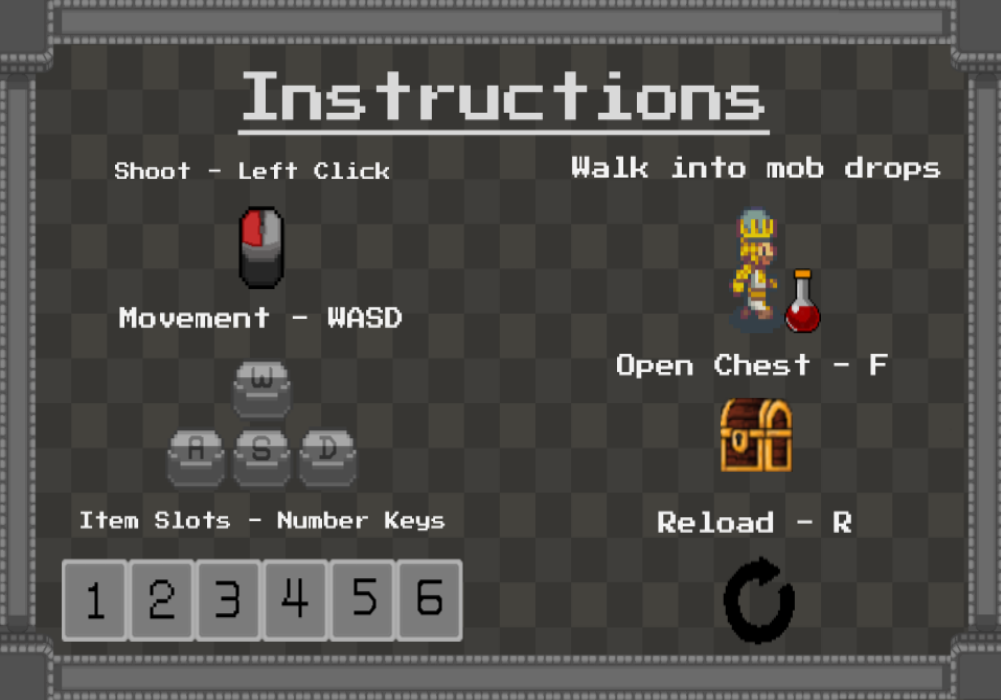 Instructions
Shoot - Left Click
Movement - WASD
W
A S D
Item Slots - Number Keys
1 2 3 4 5 6
Walk into mob drops
Open Chest - F
Reload - R